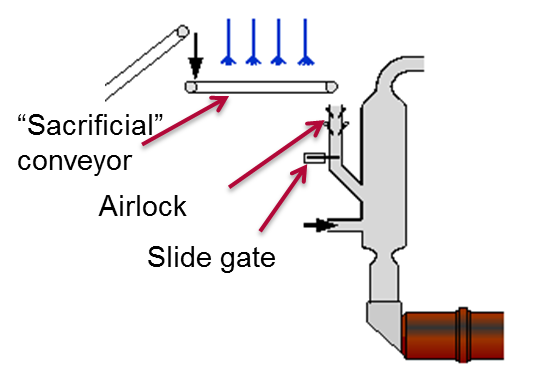 “Sacrificial”
conveyor
Airlock
Slide gate